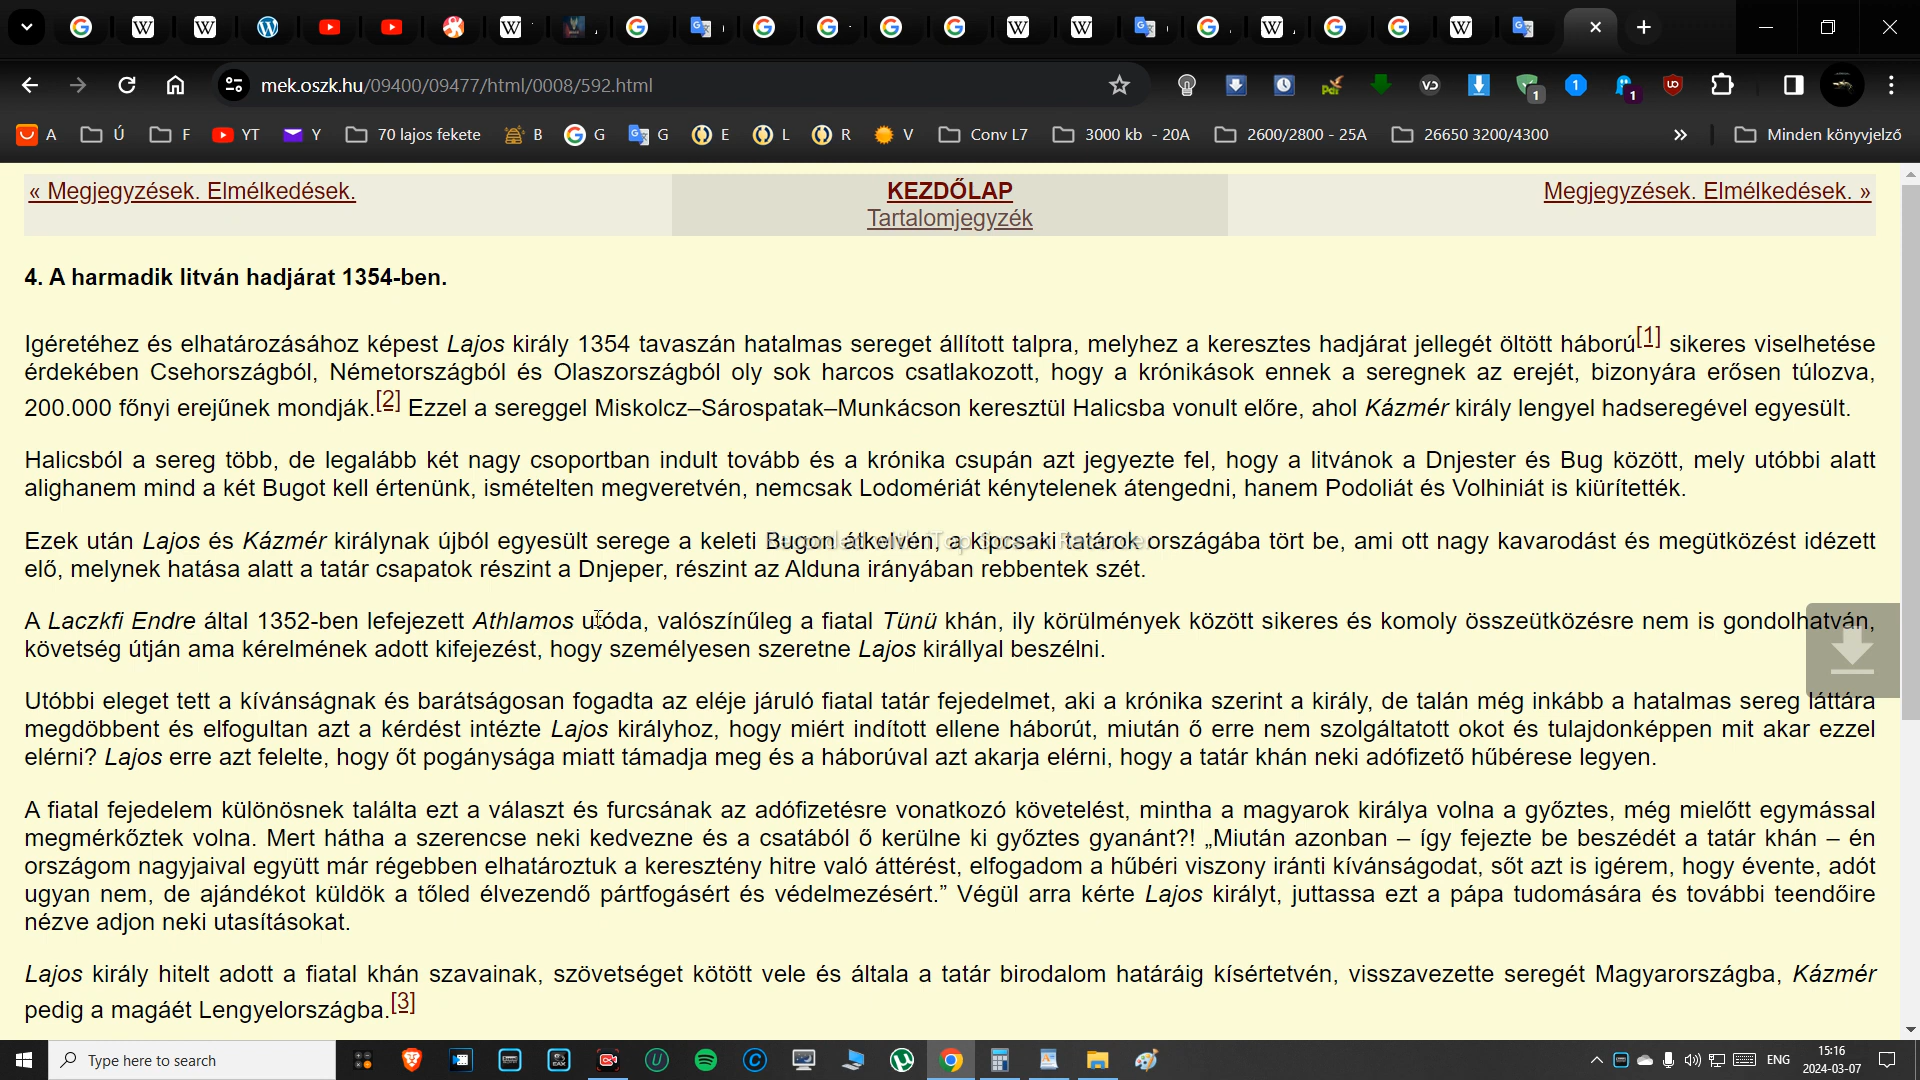 mek.oszk.hu/09400/09477/html/0008/592.html
1
1
1
A
Ú
F
YT
Y
70 lajos fekete
B
G
G
E
L
R
V
Conv L7
3000 kb - 20A
2600/2800 - 25A
26650 3200/4300
»
Minden könyvjelző
« Megjegyzések. Elmélkedések.
KEZDŐLAP
Tartalomjegyzék
Megjegyzések. Elmélkedések. »
4. A harmadik litván hadjárat 1354-ben.
Igéretéhez és elhatározásához képest Lajos király 1354 tavaszán hatalmas sereget állított talpra, melyhez a keresztes hadjárat jellegét öltött háború[1] sikeres viselhetése
érdekében Csehországból, Németországból és Olaszországból oly sok harcos csatlakozott, hogy a krónikások ennek a seregnek az erejét, bizonyára erősen túlozva,
200.000 főnyi erejűnek mondják.[2] Ezzel a sereggel Miskolcz–Sárospatak–Munkácson keresztül Halicsba vonult előre, ahol Kázmér király lengyel hadseregével egyesült.
Halicsból a sereg több, de legalább két nagy csoportban indult tovább és a krónika csupán azt jegyezte fel, hogy a litvánok a Dnjester és Bug között, mely utóbbi alatt
alighanem mind a két Bugot kell értenünk, ismételten megveretvén, nemcsak Lodomériát kénytelenek átengedni, hanem Podoliát és Volhiniát is kiürítették.
Ezek után Lajos és Kázmér királynak újból egyesült serege a keleti Bugon átkelvén, a kipcsaki tatárok országába tört be, ami ott nagy kavarodást és megütközést idézett
elő, melynek hatása alatt a tatár csapatok részint a Dnjeper, részint az Alduna irányában rebbentek szét.
A Laczkfi Endre által 1352-ben lefejezett Athlamos utóda, valószínűleg a fiatal Tünü khán, ily körülmények között sikeres és komoly összeütközésre nem is gondolhatván,
követség útján ama kérelmének adott kifejezést, hogy személyesen szeretne Lajos királlyal beszélni.
Utóbbi eleget tett a kívánságnak és barátságosan fogadta az eléje járuló fiatal tatár fejedelmet, aki a krónika szerint a király, de talán még inkább a hatalmas sereg láttára
megdöbbent és elfogultan azt a kérdést intézte Lajos királyhoz, hogy miért indított ellene háborút, miután ő erre nem szolgáltatott okot és tulajdonképpen mit akar ezzel
elérni? Lajos erre azt felelte, hogy őt pogánysága miatt támadja meg és a háborúval azt akarja elérni, hogy a tatár khán neki adófizető hűbérese legyen.
A fiatal fejedelem különösnek találta ezt a választ és furcsának az adófizetésre vonatkozó követelést, mintha a magyarok királya volna a győztes, még mielőtt egymással
megmérkőztek volna. Mert hátha a szerencse neki kedvezne és a csatából ő kerülne ki győztes gyanánt?! „Miután azonban – így fejezte be beszédét a tatár khán – én
országom nagyjaival együtt már régebben elhatároztuk a keresztény hitre való áttérést, elfogadom a hűbéri viszony iránti kívánságodat, sőt azt is igérem, hogy évente, adót
ugyan nem, de ajándékot küldök a tőled élvezendő pártfogásért és védelmezésért.” Végül arra kérte Lajos királyt, juttassa ezt a pápa tudomására és további teendőire
nézve adjon neki utasításokat.
Lajos király hitelt adott a fiatal khán szavainak, szövetséget kötött vele és általa a tatár birodalom határáig kísértetvén, visszavezette seregét Magyarországba, Kázmér
pedig a magáét Lengyelországba.[3]
Type here to search
ENG
15:16
2024-03-07